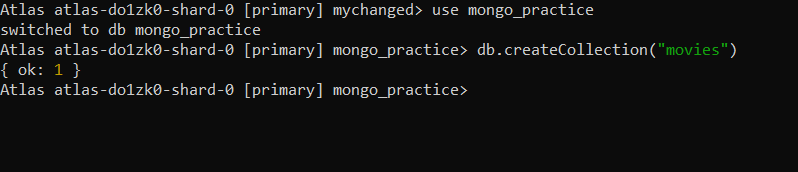 Atlas atlas-do1zk0-shard-0 [primary] mychanged> use mongo_practice
switched to db mongo_practice
Atlas atlas-do1zk0-shard-0 [primary] mongo_practice> db.createCollection("movies")
{ ok: 1 }
Atlas atlas-do1zk0-shard-0 [primary] mongo_practice>